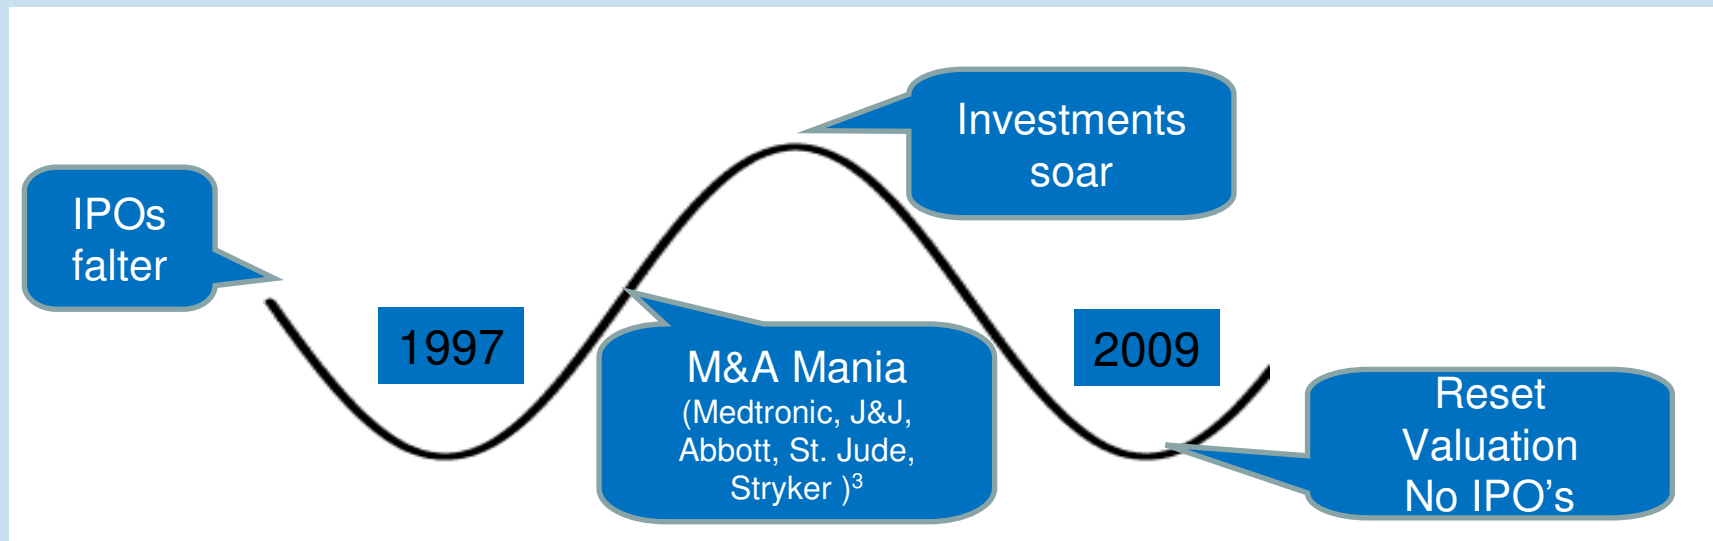 Investments
soar
IPOs
falter
1997
M&A Mania
(Medtronic, J&J,
Abbott, St. Jude,
Stryker )³
2009
Reset
Valuation
No IPO’s